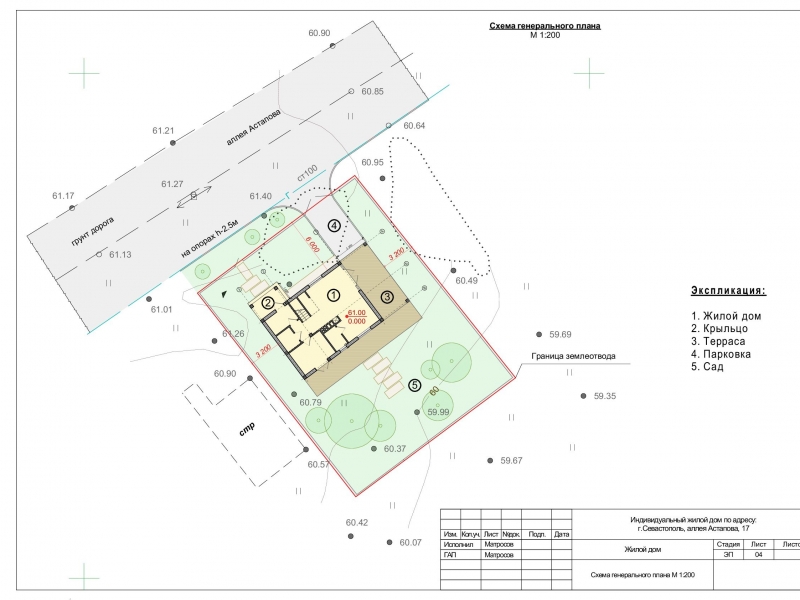 Схема генерального плана
М 1:200
60.90
60.85
аллея Астапова
61.21
60.64
ст100
60.95
61.27
61.17
61.40
грунт дорога
на опорах h-2.5м
61.13
4
6.000
3.200
60.49
2
1
3
61.01
61.00
0.000
61.26
3.200
59.69
Граница землеотвода
60.90
5
60
60.79
59.99
59.35
стр
60.37
60.57
59.67
60.42
60.07
Экспликация:
1. Жилой дом
2. Крыльцо
3. Терраса
4. Парковка
5. Сад
Индивидуальный жилой дом по адресу:
г.Севастополь, аллея Астапова, 17
Изм. Кол.уч. Лист №док. Подп. Дата
Исполнил Матросов
ГАП Матросов
Жилой дом
Стадия Лист
ЭП 04
Схема генерального плана М 1:200